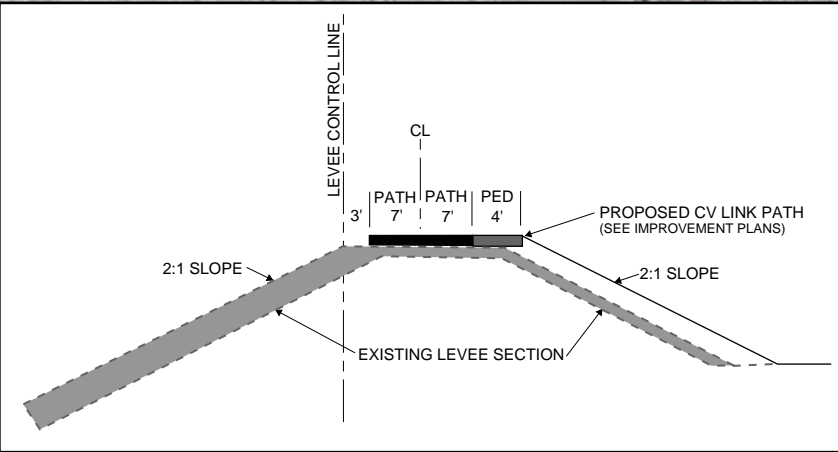 LEVEE CONTROL LINE
CL
PATH PATH PED
3' 7' 7' 4'
PROPOSED CV LINK PATH
(SEE IMPROVEMENT PLANS)
2:1 SLOPE
2:1 SLOPE
EXISTING LEVEE SECTION